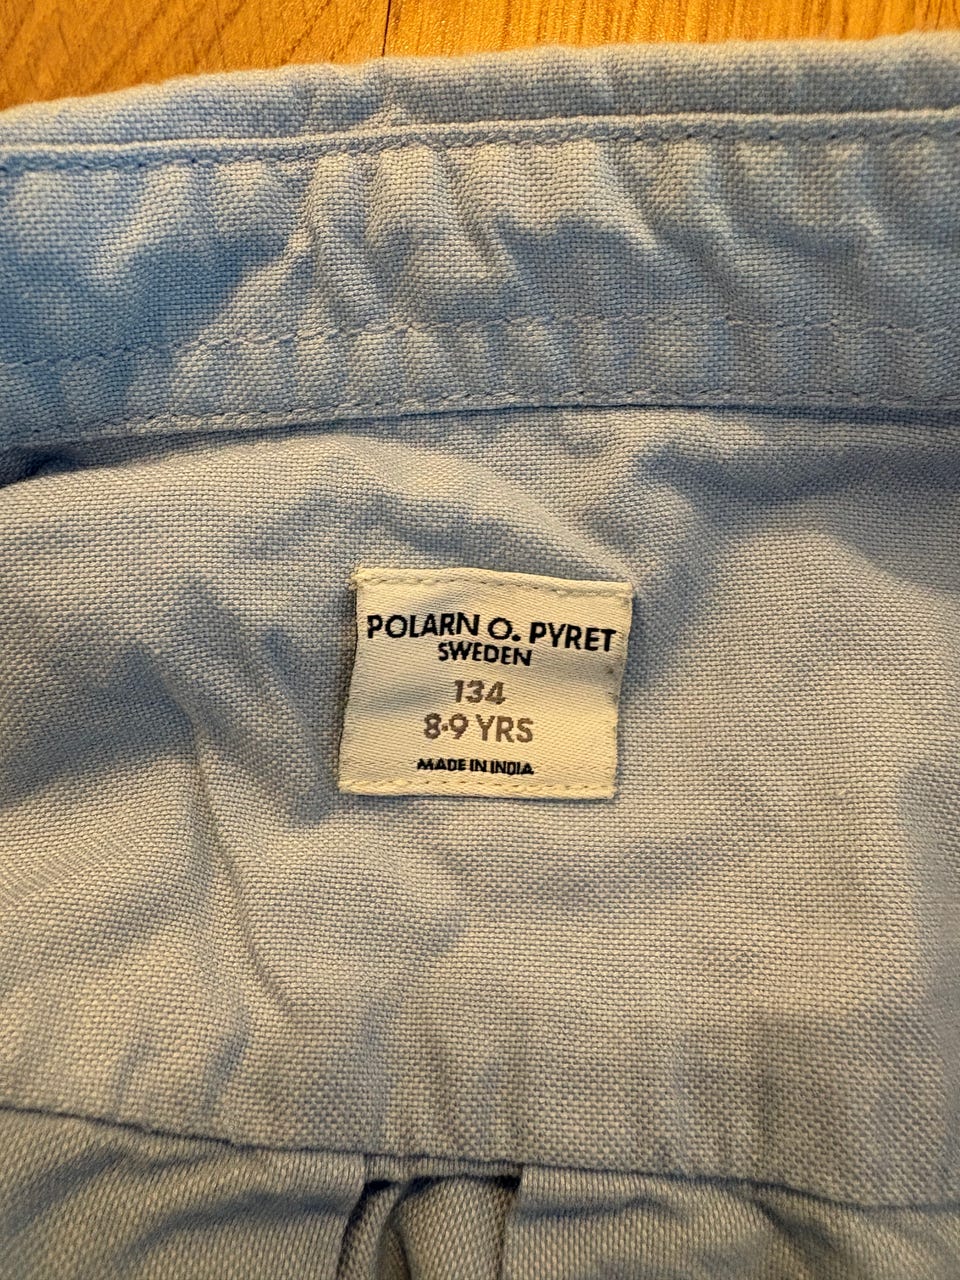 POLARN O. PYRET
SWEDEN
134
8-9 YRS
MADE IN INDIA